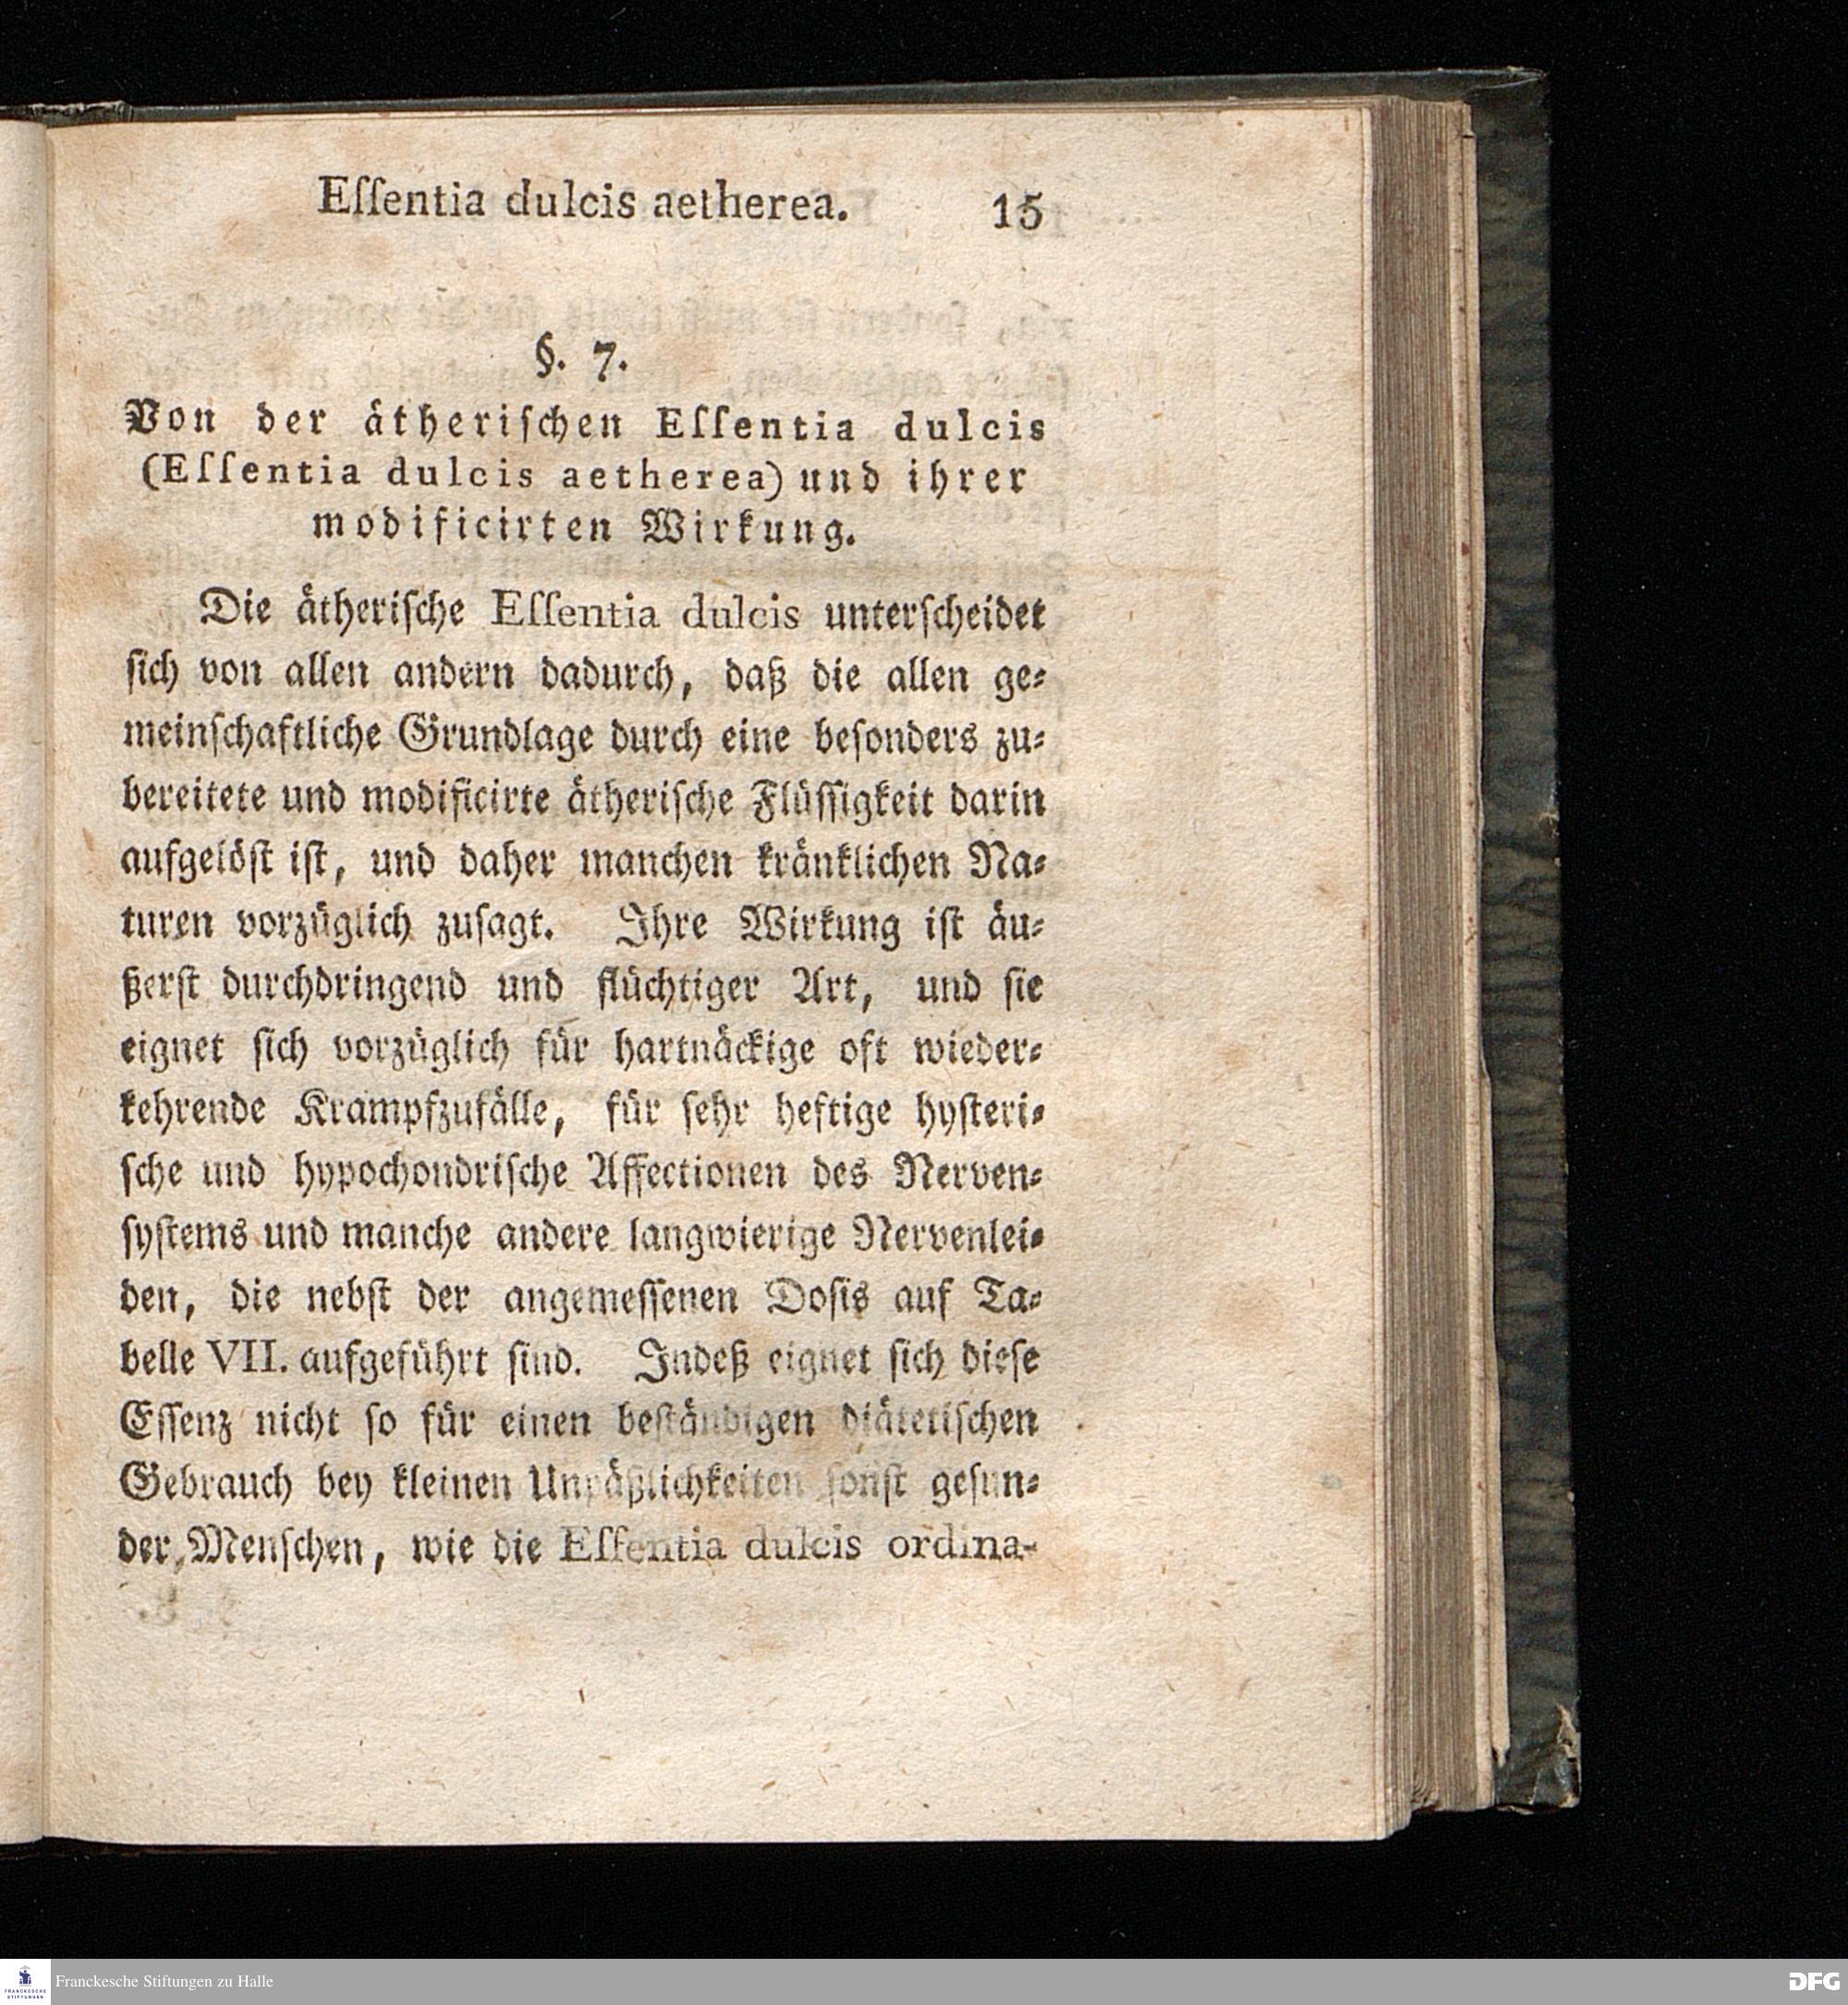 Eſſentia dulcis aetherea. 15
§. 7.
Von der ätheriſchen Eſſentia dulcis
(Eſſentia dulcis aetherea) und ihrer
modificirten Wirkung.
Die ätheriſche Eſſentia dulcis unterſcheidet
ſich von allen andern dadurch, daß die allen ge⸗
meinſchaftliche Grundlage durch eine beſonders zu⸗
bereitete und modificirte ätheriſche Flüſſigkeit darin
aufgelöſt iſt, und daher manchen kränklichen Na⸗
turen vorzüglich zuſagt. Ihre Wirkung iſt äu⸗
ßerſt durchdringend und flüchtiger Art, und ſie
eignet ſich vorzüglich für hartnäckige oft wieder⸗
kehrende Krampfzufälle, für ſehr heftige hyſteri⸗
ſche und hypochondriſche Affectionen des Nerven⸗
ſyſtems und manche andere langwierige Nervenlei⸗
den, die nebſt der angemeſſenen Doſis auf Ta⸗
belle VII. aufgeführt ſind. Indeß eignet ſich dieſe
Eſſenz nicht ſo für einen beſtändigen diätetiſchen
Gebrauch bey kleinen Unpäßlichkeiten ſonſt geſun⸗
der Menſchen, wie die Eſſentia dulcis ordina-
FRANCKESCHE
STIFTUNGEN
Franckesche Stiftungen zu Halle
DFG